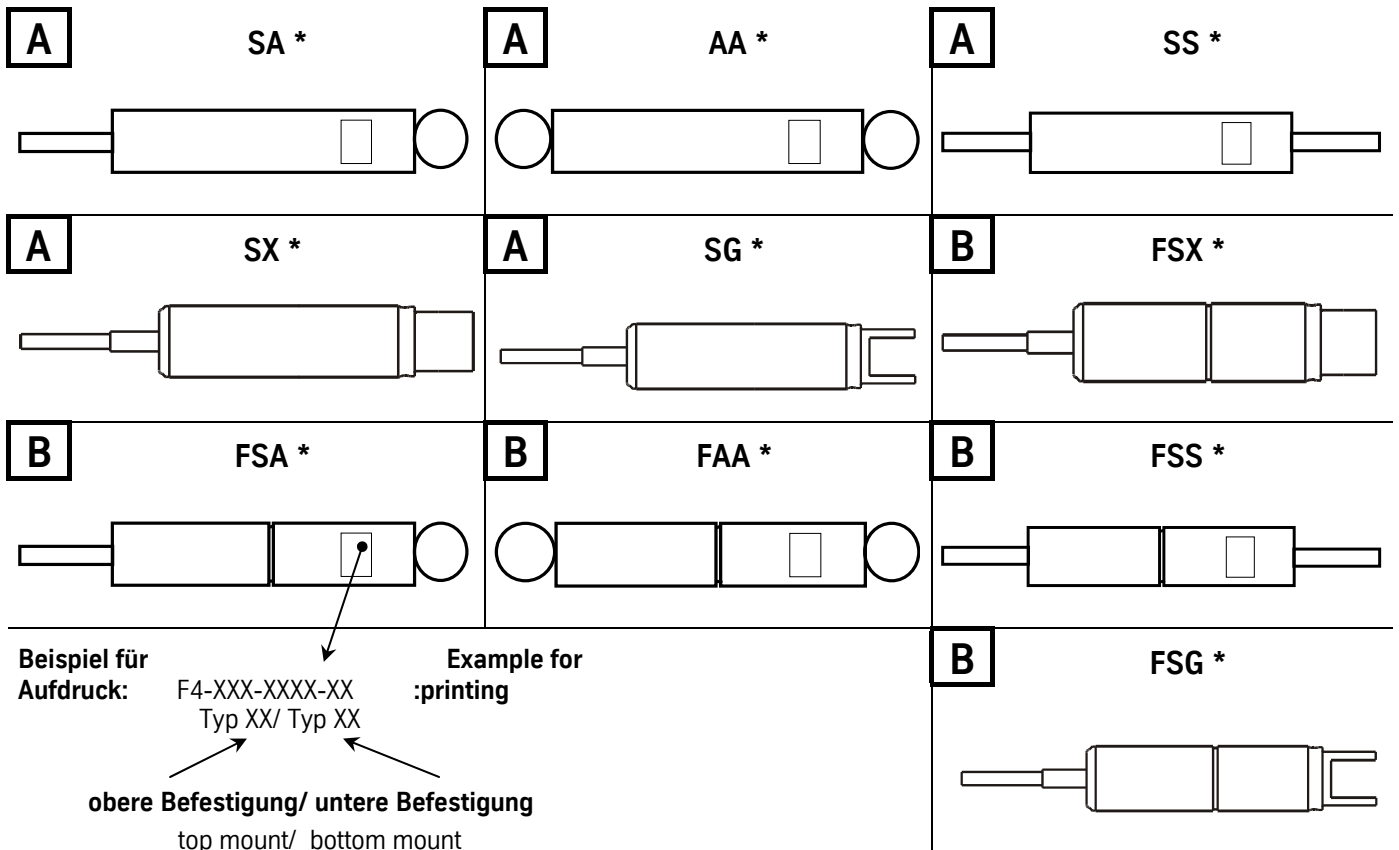 A
SA *
A
AA *
A
SS *
A
SX *
A
SG *
B
FSX *
B
FSA *
B
FAA *
B
FSS *
Beispiel für
Aufdruck:
F4-XXX-XXXX-XX
Typ XX/ Typ XX
Example for
:printing
obere Befestigung/ untere Befestigung
top mount/ bottom mount
B
FSG *